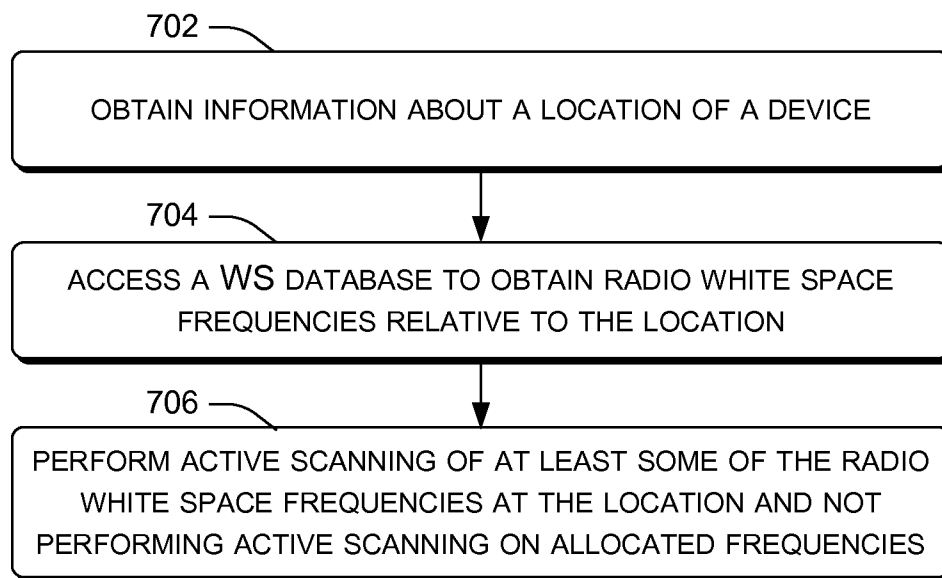 702
OBTAIN INFORMATION ABOUT A LOCATION OF A DEVICE
704
ACCESS A WS DATABASE TO OBTAIN RADIO WHITE SPACE
FREQUENCIES RELATIVE TO THE LOCATION
706
PERFORM ACTIVE SCANNING OF AT LEAST SOME OF THE RADIO
WHITE SPACE FREQUENCIES AT THE LOCATION AND NOT
PERFORMING ACTIVE SCANNING ON ALLOCATED FREQUENCIES